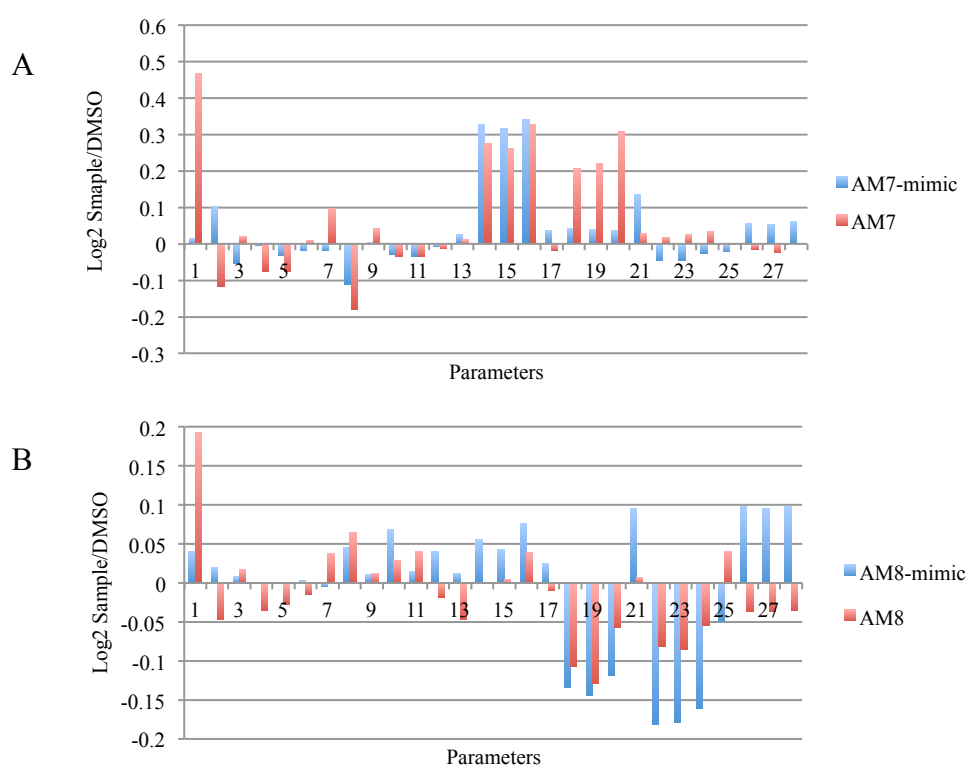 A
Log2 Smaple/DMSO
0.6
0.5
0.4
0.3
0.2
0.1
0
-0.1
-0.2
-0.3
1 3 5 7 9 11 13 15 17 19 21 23 25 27
Parameters
AM7-mimic
AM7
B
Log2 Sample/DMSO
0.2
0.15
0.1
0.05
0
-0.05
-0.1
-0.15
-0.2
1 3 5 7 9 11 13 15 17 19 21 23 25 27
Parameters
AM8-mimic
AM8